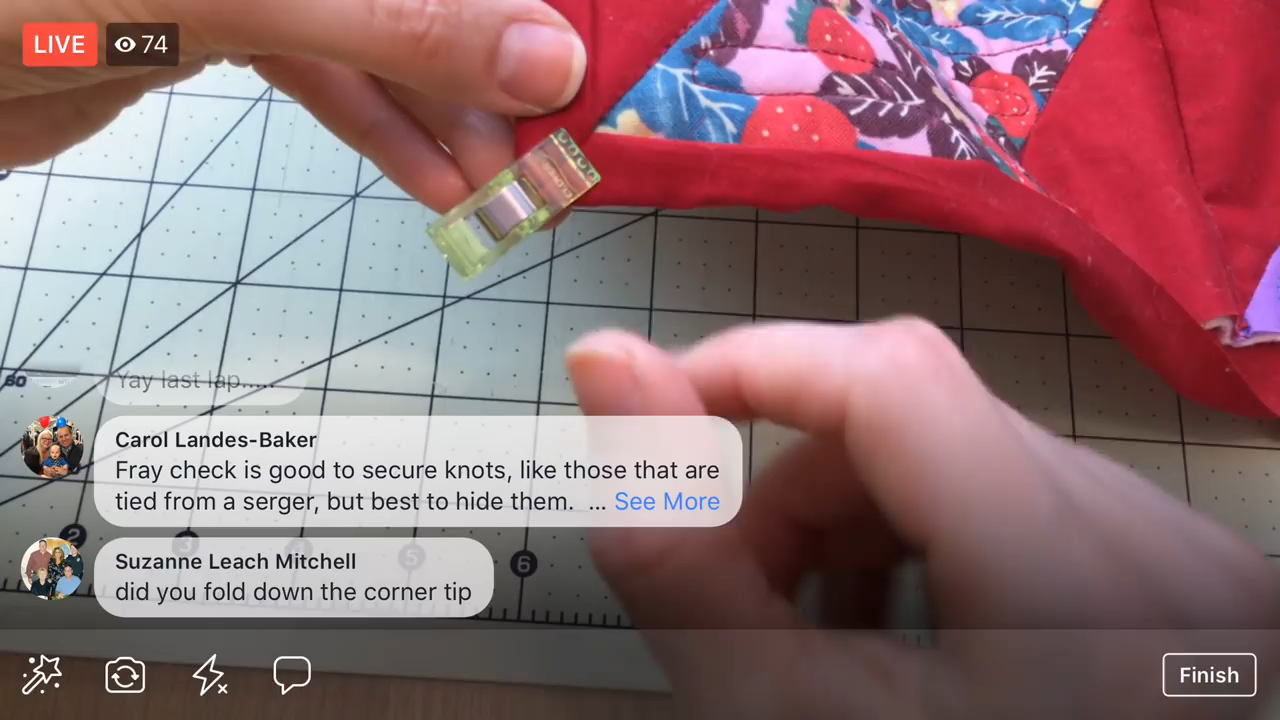 LIVE
74
Yay last lap.....
60
Carol Landes-Baker
Fray check is good to secure knots, like those that are
tied from a serger, but best to hide them. ... See More
2
3
5
6
Suzanne Leach Mitchell
did you fold down the corner tip
Finish